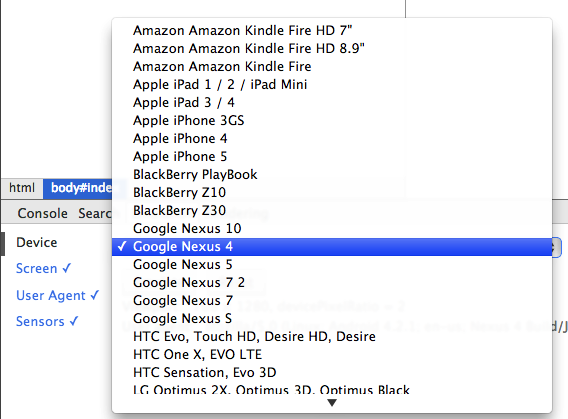 Amazon Amazon Kindle Fire HD 7"
Amazon Amazon Kindle Fire HD 8.9"
Amazon Amazon Kindle Fire
Apple iPad 1 / 2 / iPad Mini
Apple iPad 3 / 4
Apple iPhone 3GS
Apple iPhone 4
Apple iPhone 5
BlackBerry PlayBook
BlackBerry Z10
BlackBerry Z30
Google Nexus 10
✓ Google Nexus 4
Google Nexus 5
Google Nexus 7 2
Google Nexus 7
Google Nexus S
HTC Evo, Touch HD, Desire HD, Desire
HTC One X, EVO LTE
HTC Sensation, Evo 3D
LG Optimus 2X, Optimus 3D, Optimus Black
html body#index
Console Search
Device
Screen ✓
User Agent ✓
Sensors ✓